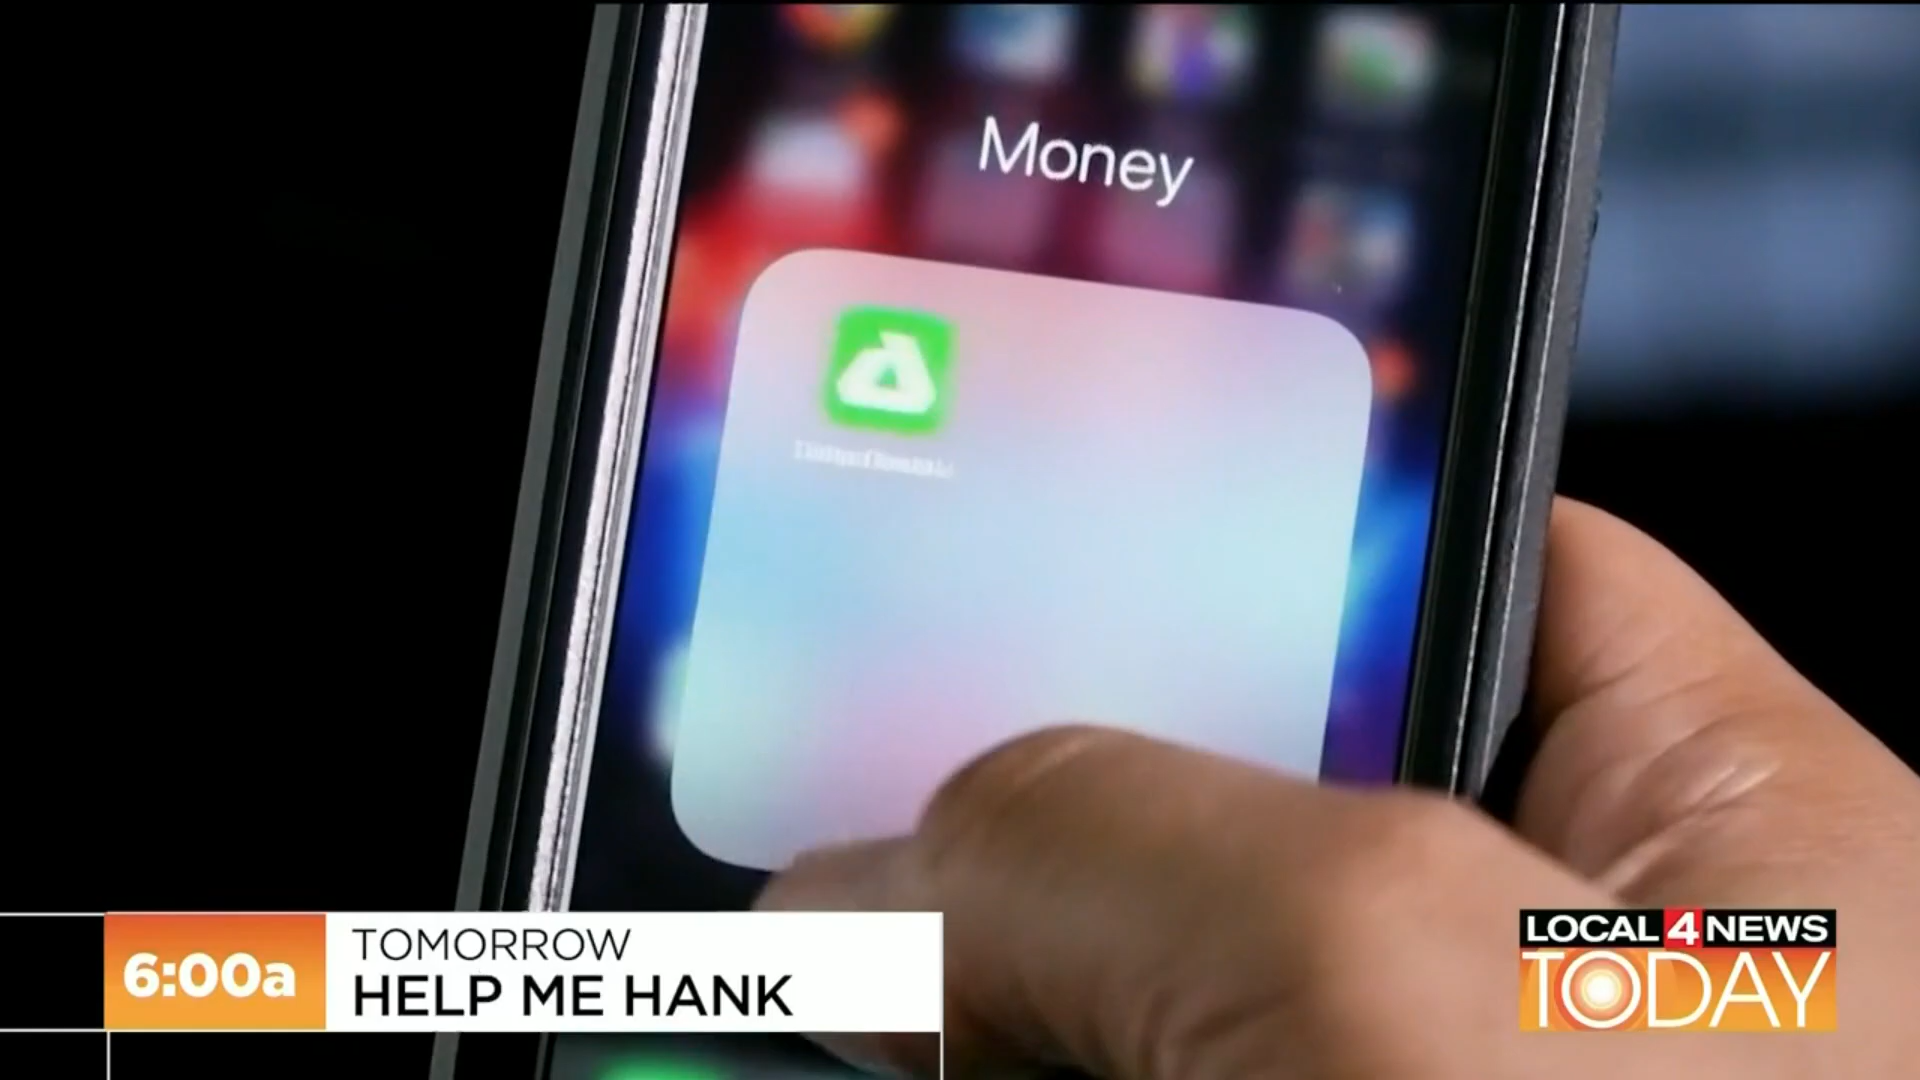 Money
6:00a
TOMORROW
HELP ME HANK
LOCAL 4 NEWS
TODAY